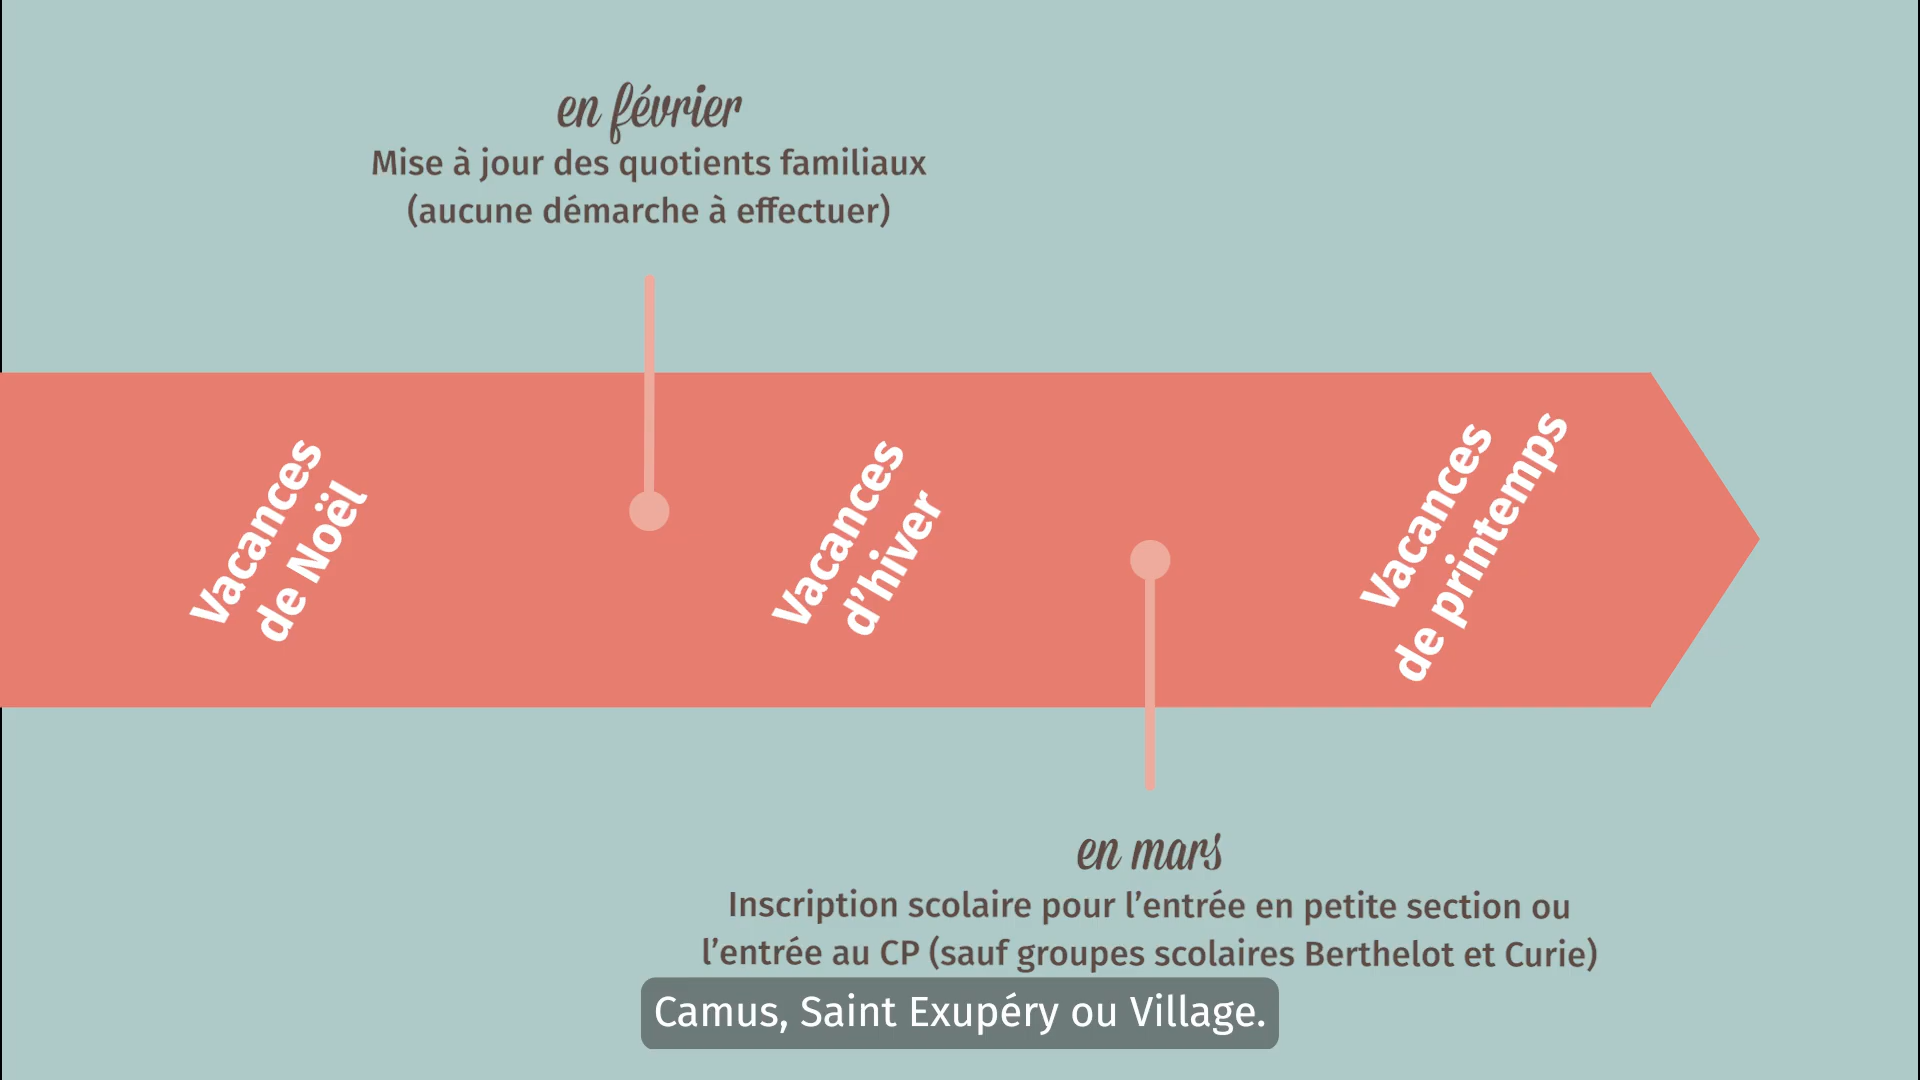 en février
Mise à jour des quotients familiaux
(aucune démarche à effectuer)
Vacances
de Noël
Vacances
d’hiver
Vacances
de printemps
en mars
Inscription scolaire pour l’entrée en petite section ou
l’entrée au CP (sauf groupes scolaires Berthelot et Curie)
Camus, Saint Exupéry ou Village.